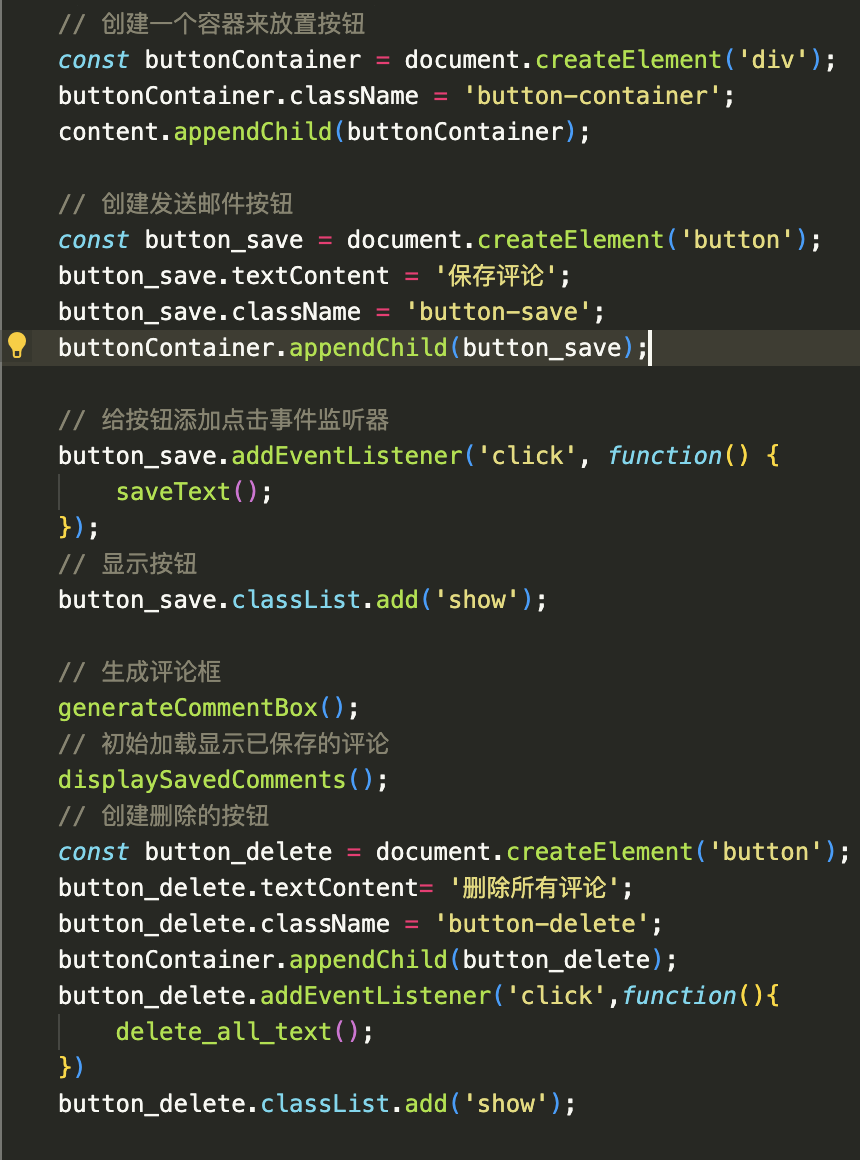 // 创建一个容器来放置按钮
const buttonContainer = document.createElement('div');
buttonContainer.className = 'button-container';
content.appendChild(buttonContainer);
// 创建发送邮件按钮
const button_save = document.createElement('button');
button_save.textContent = '保存评论';
button_save.className = 'button-save';
buttonContainer.appendChild(button_save);
// 给按钮添加点击事件监听器
button_save.addEventListener('click', function() {
saveText();
});
// 显示按钮
button_save.classList.add('show');
// 生成评论框
generateCommentBox();
// 初始加载显示已保存的评论
displaySavedComments();
// 创建删除的按钮
const button_delete = document.createElement('button');
button_delete.textContent= '删除所有评论';
button_delete.className = 'button-delete';
buttonContainer.appendChild(button_delete);
button_delete.addEventListener('click',function(){
delete_all_text();
})
button_delete.classList.add('show');